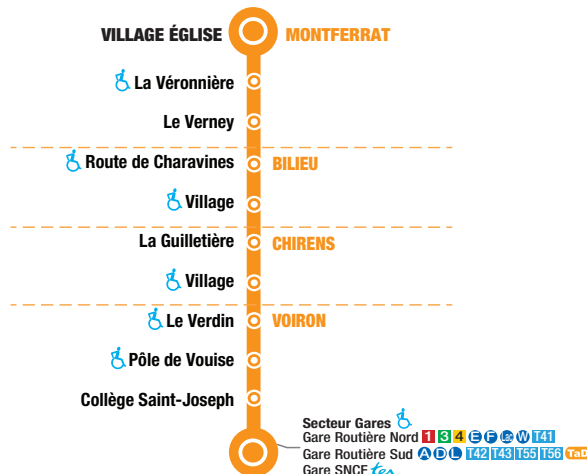 VILLAGE ÉGLISE MONTFERRAT
La Véronnière
Le Verney
Route de Charavines BILIEU
Village
La Guilletière CHIRENS
Village
Le Verdin VOIRON
Pôle de Vouise
Collège Saint-Joseph
Secteur Gares
Gare Routière Nord 1 3 4 E F Lac W T41
Gare Routière Sud A D L T42 T43 T55 T56
Gare SNCF ter